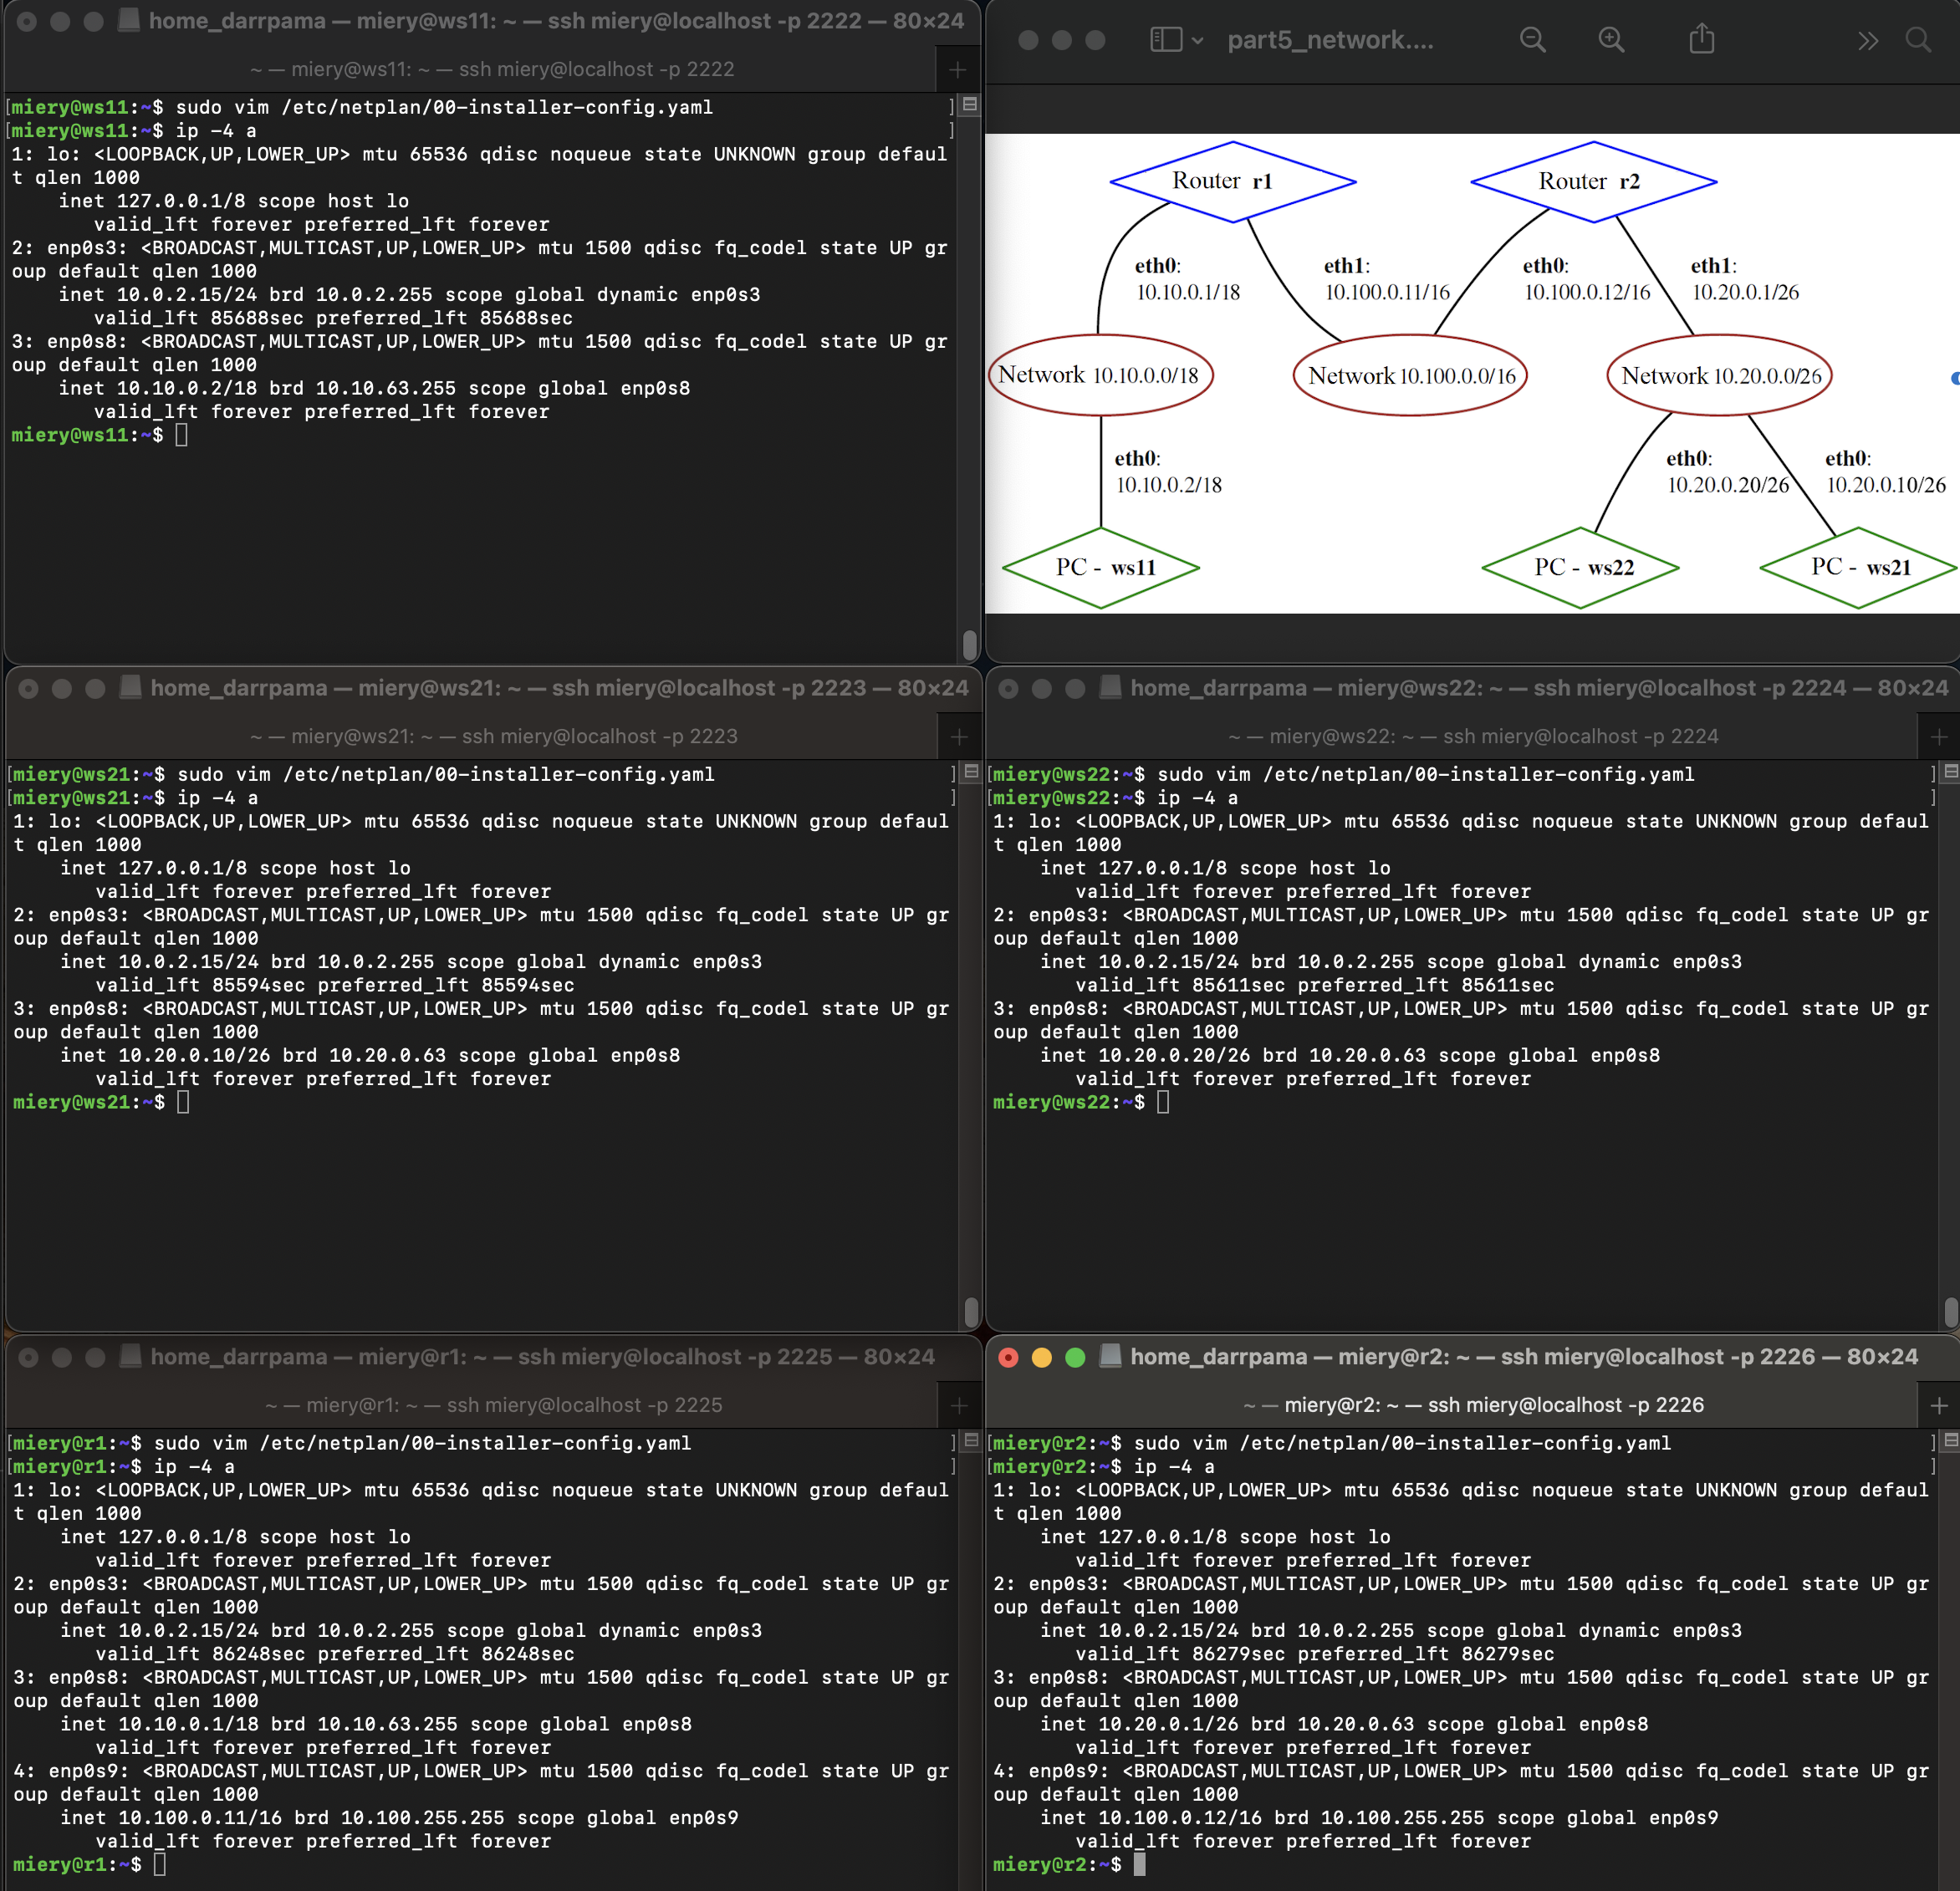 home_darrpama — miery@ws11: ~ — ssh miery@localhost -p 2222 — 80×24
~ — miery@ws11: ~ — ssh miery@localhost -p 2222
+
[miery@ws11:~$ sudo vim /etc/netplan/00-installer-config.yaml ]
[miery@ws11:~$ ip -4 a ]
1: lo: <LOOPBACK,UP,LOWER_UP> mtu 65536 qdisc noqueue state UNKNOWN group defaul
t qlen 1000
inet 127.0.0.1/8 scope host lo
valid_lft forever preferred_lft forever
2: enp0s3: <BROADCAST,MULTICAST,UP,LOWER_UP> mtu 1500 qdisc fq_codel state UP gr
oup default qlen 1000
inet 10.0.2.15/24 brd 10.0.2.255 scope global dynamic enp0s3
valid_lft 85688sec preferred_lft 85688sec
3: enp0s8: <BROADCAST,MULTICAST,UP,LOWER_UP> mtu 1500 qdisc fq_codel state UP gr
oup default qlen 1000
inet 10.10.0.2/18 brd 10.10.63.255 scope global enp0s8
valid_lft forever preferred_lft forever
miery@ws11:~$
part5_network....
Router r1
Router r2
eth0:
10.10.0.1/18
eth1:
10.100.0.11/16
eth0:
10.100.0.12/16
eth1:
10.20.0.1/26
Network 10.10.0.0/18
Network 10.100.0.0/16
Network 10.20.0.0/26
eth0:
10.10.0.2/18
eth0:
10.20.0.20/26
eth0:
10.20.0.10/26
PC - ws11
PC - ws22
PC - ws21
home_darrpama — miery@ws21: ~ — ssh miery@localhost -p 2223 — 80×24
~ — miery@ws21: ~ — ssh miery@localhost -p 2223
+
[miery@ws21:~$ sudo vim /etc/netplan/00-installer-config.yaml ]
[miery@ws21:~$ ip -4 a ]
1: lo: <LOOPBACK,UP,LOWER_UP> mtu 65536 qdisc noqueue state UNKNOWN group defaul
t qlen 1000
inet 127.0.0.1/8 scope host lo
valid_lft forever preferred_lft forever
2: enp0s3: <BROADCAST,MULTICAST,UP,LOWER_UP> mtu 1500 qdisc fq_codel state UP gr
oup default qlen 1000
inet 10.0.2.15/24 brd 10.0.2.255 scope global dynamic enp0s3
valid_lft 85594sec preferred_lft 85594sec
3: enp0s8: <BROADCAST,MULTICAST,UP,LOWER_UP> mtu 1500 qdisc fq_codel state UP gr
oup default qlen 1000
inet 10.20.0.10/26 brd 10.20.0.63 scope global enp0s8
valid_lft forever preferred_lft forever
miery@ws21:~$
home_darrpama — miery@ws22: ~ — ssh miery@localhost -p 2224 — 80×24
~ — miery@ws22: ~ — ssh miery@localhost -p 2224
+
[miery@ws22:~$ sudo vim /etc/netplan/00-installer-config.yaml ]
[miery@ws22:~$ ip -4 a ]
1: lo: <LOOPBACK,UP,LOWER_UP> mtu 65536 qdisc noqueue state UNKNOWN group defaul
t qlen 1000
inet 127.0.0.1/8 scope host lo
valid_lft forever preferred_lft forever
2: enp0s3: <BROADCAST,MULTICAST,UP,LOWER_UP> mtu 1500 qdisc fq_codel state UP gr
oup default qlen 1000
inet 10.0.2.15/24 brd 10.0.2.255 scope global dynamic enp0s3
valid_lft 85611sec preferred_lft 85611sec
3: enp0s8: <BROADCAST,MULTICAST,UP,LOWER_UP> mtu 1500 qdisc fq_codel state UP gr
oup default qlen 1000
inet 10.20.0.20/26 brd 10.20.0.63 scope global enp0s8
valid_lft forever preferred_lft forever
miery@ws22:~$
home_darrpama — miery@r1: ~ — ssh miery@localhost -p 2225 — 80×24
~ — miery@r1: ~ — ssh miery@localhost -p 2225
+
[miery@r1:~$ sudo vim /etc/netplan/00-installer-config.yaml ]
[miery@r1:~$ ip -4 a ]
1: lo: <LOOPBACK,UP,LOWER_UP> mtu 65536 qdisc noqueue state UNKNOWN group defaul
t qlen 1000
inet 127.0.0.1/8 scope host lo
valid_lft forever preferred_lft forever
2: enp0s3: <BROADCAST,MULTICAST,UP,LOWER_UP> mtu 1500 qdisc fq_codel state UP gr
oup default qlen 1000
inet 10.0.2.15/24 brd 10.0.2.255 scope global dynamic enp0s3
valid_lft 86248sec preferred_lft 86248sec
3: enp0s8: <BROADCAST,MULTICAST,UP,LOWER_UP> mtu 1500 qdisc fq_codel state UP gr
oup default qlen 1000
inet 10.10.0.1/18 brd 10.10.63.255 scope global enp0s8
valid_lft forever preferred_lft forever
4: enp0s9: <BROADCAST,MULTICAST,UP,LOWER_UP> mtu 1500 qdisc fq_codel state UP gr
oup default qlen 1000
inet 10.100.0.11/16 brd 10.100.255.255 scope global enp0s9
valid_lft forever preferred_lft forever
miery@r1:~$
home_darrpama — miery@r2: ~ — ssh miery@localhost -p 2226 — 80×24
~ — miery@r2: ~ — ssh miery@localhost -p 2226
+
[miery@r2:~$ sudo vim /etc/netplan/00-installer-config.yaml ]
[miery@r2:~$ ip -4 a ]
1: lo: <LOOPBACK,UP,LOWER_UP> mtu 65536 qdisc noqueue state UNKNOWN group defaul
t qlen 1000
inet 127.0.0.1/8 scope host lo
valid_lft forever preferred_lft forever
2: enp0s3: <BROADCAST,MULTICAST,UP,LOWER_UP> mtu 1500 qdisc fq_codel state UP gr
oup default qlen 1000
inet 10.0.2.15/24 brd 10.0.2.255 scope global dynamic enp0s3
valid_lft 86279sec preferred_lft 86279sec
3: enp0s8: <BROADCAST,MULTICAST,UP,LOWER_UP> mtu 1500 qdisc fq_codel state UP gr
oup default qlen 1000
inet 10.20.0.1/26 brd 10.20.0.63 scope global enp0s8
valid_lft forever preferred_lft forever
4: enp0s9: <BROADCAST,MULTICAST,UP,LOWER_UP> mtu 1500 qdisc fq_codel state UP gr
oup default qlen 1000
inet 10.100.0.12/16 brd 10.100.255.255 scope global enp0s9
valid_lft forever preferred_lft forever
miery@r2:~$